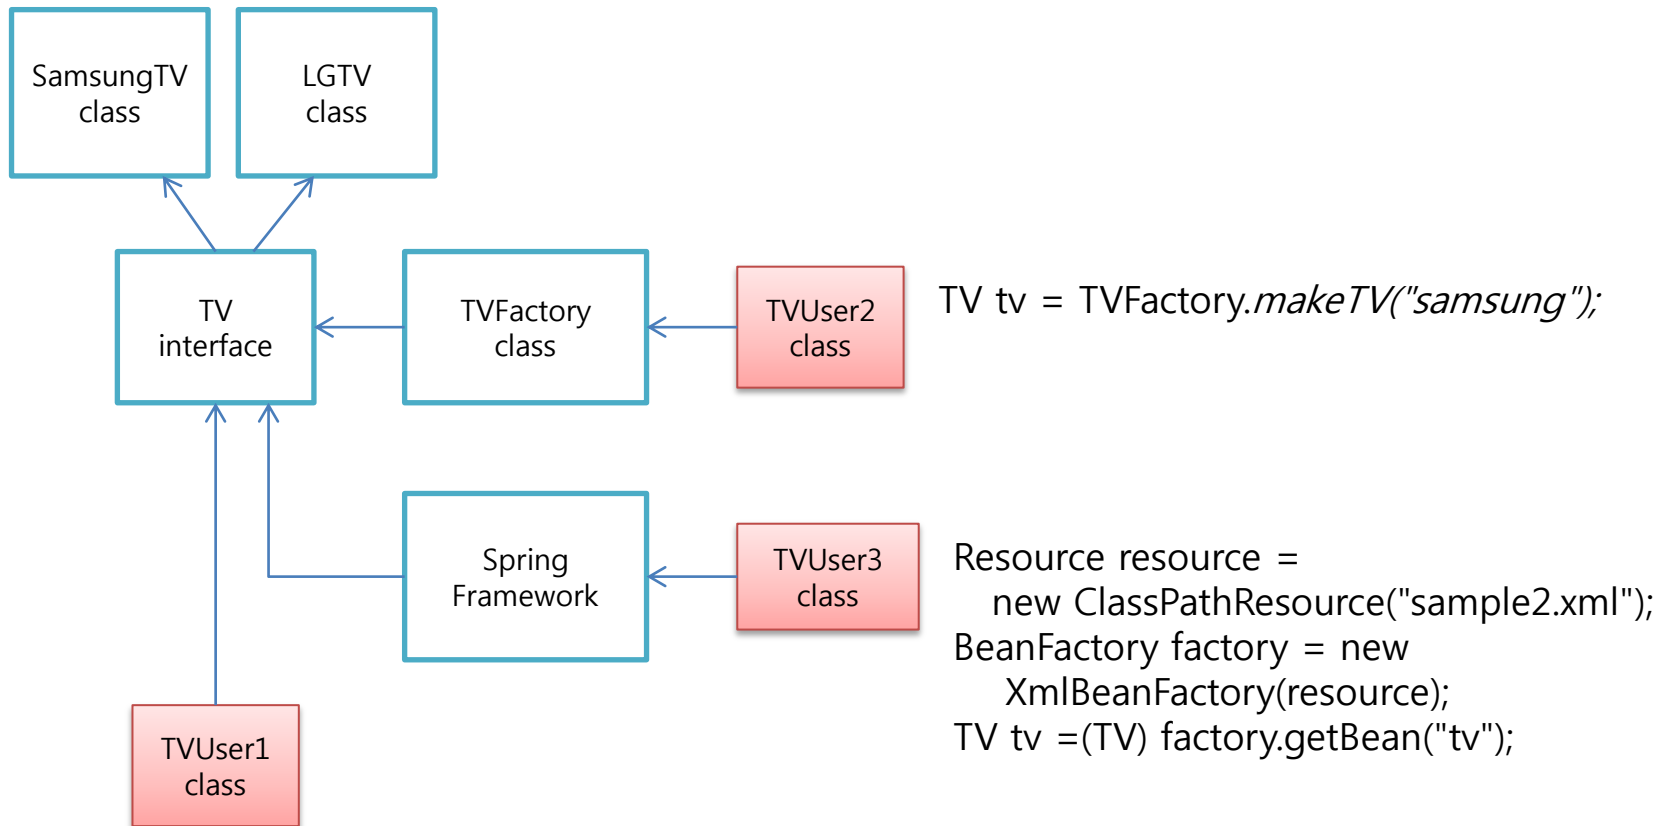 SamsungTV
class
LGTV
class
TV
interface
TVFactory
class
TVUser2
class
TV tv = TVFactory.makeTV("samsung");
Spring
Framework
TVUser3
class
Resource resource =
new ClassPathResource("sample2.xml");
BeanFactory factory = new
XmlBeanFactory(resource);
TV tv =(TV) factory.getBean("tv");
TVUser1
class